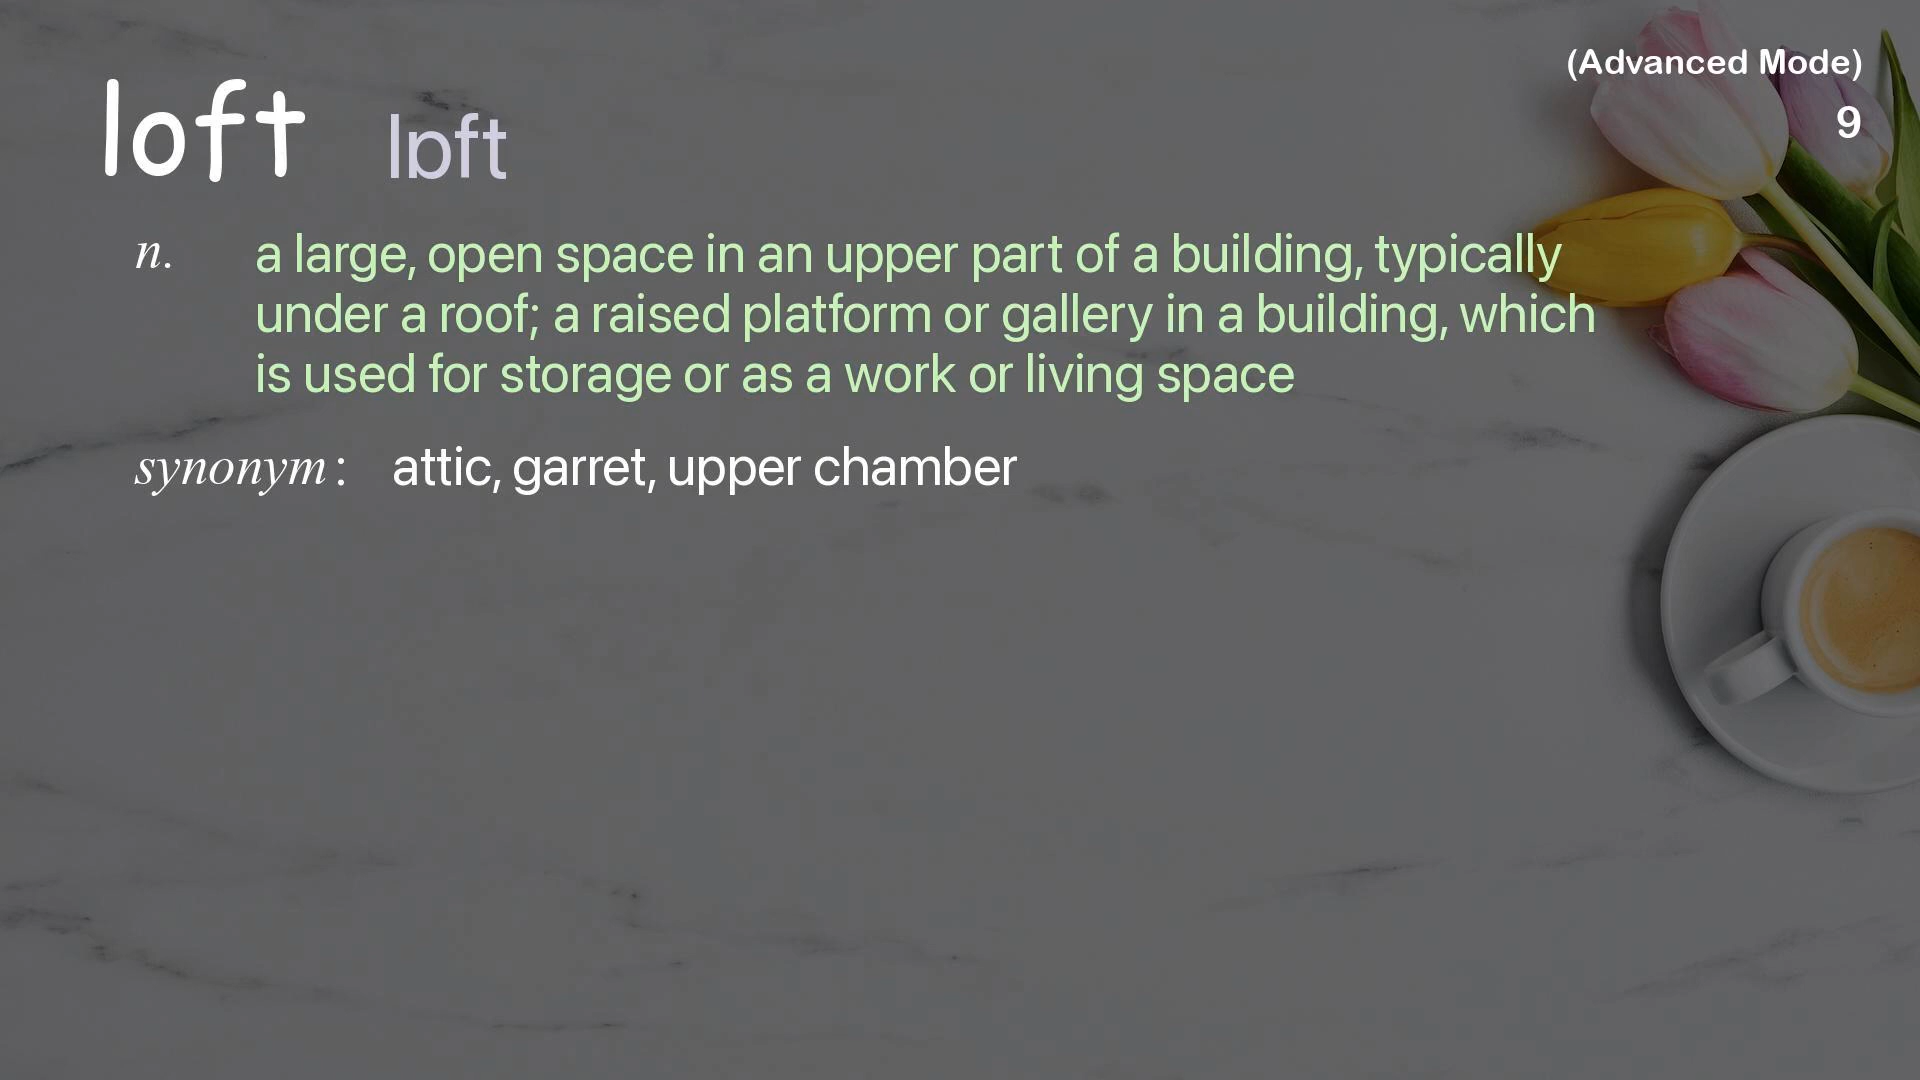 (Advanced Mode)
9
loft lɒft
n. a large, open space in an upper part of a building, typically
under a roof; a raised platform or gallery in a building, which
is used for storage or as a work or living space
synonym : attic, garret, upper chamber